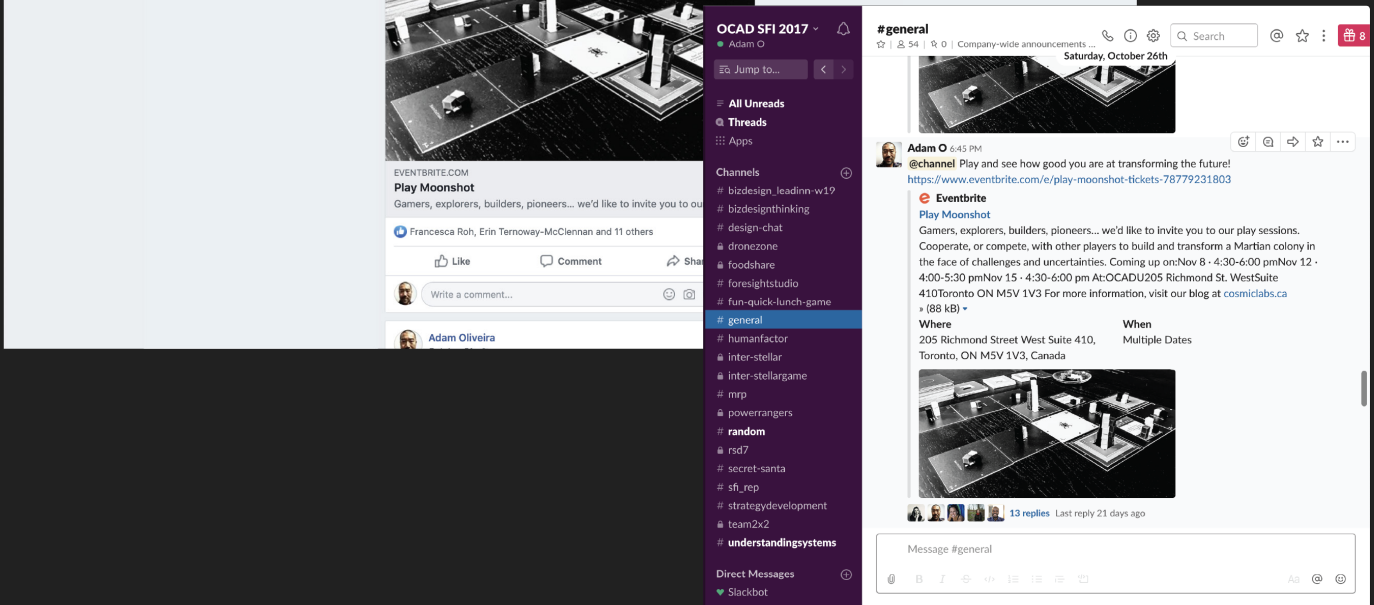 EVENTBRITE.COM
Play Moonshot
Gamers, explorers, builders, pioneers... we'd like to invite you to ou
Francesca Roh, Erin Ternoway-McClennan and 11 others
Like
Comment
Shar
Write a comment...
Adam Oliveira
OCAD SFI 2017
Adam O
Jump to...
All Unreads
Threads
Apps
Channels
# bizdesign_leadinn-w19
# bizdesignthinking
# design-chat
dronezone
foodshare
# foresightstudio
# fun-quick-lunch-game
# general
# humanfactor
inter-stellar
inter-stellargame
# mrp
powerrangers
# random
rsd7
# secret-santa
# sfi_rep
# strategydevelopment
team2x2
# understandingsystems
Direct Messages
Slackbot
#general
54 | 0 | Company-wide announcements ...
Search
8
Saturday, October 26th
Adam O 6:45 PM
@channel Play and see how good you are at transforming the future!
https://www.eventbrite.com/e/play-moonshot-tickets-78779231803
Eventbrite
Play Moonshot
Gamers, explorers, builders, pioneers... we'd like to invite you to our play sessions.
Cooperate, or compete, with other players to build and transform a Martian colony in
the face of challenges and uncertainties. Coming up on:Nov 8 · 4:30-6:00 pmNov 12 ·
4:00-5:30 pmNov 15 · 4:30-6:00 pm At:OCADU205 Richmond St. WestSuite
410Toronto ON M5V 1V3 For more information, visit our blog at cosmiclabs.ca
» (88 kB)
Where
205 Richmond Street West Suite 410,
Toronto, ON M5V 1V3, Canada
When
Multiple Dates
13 replies Last reply 21 days ago
Message #general
B I S </>
Aa @